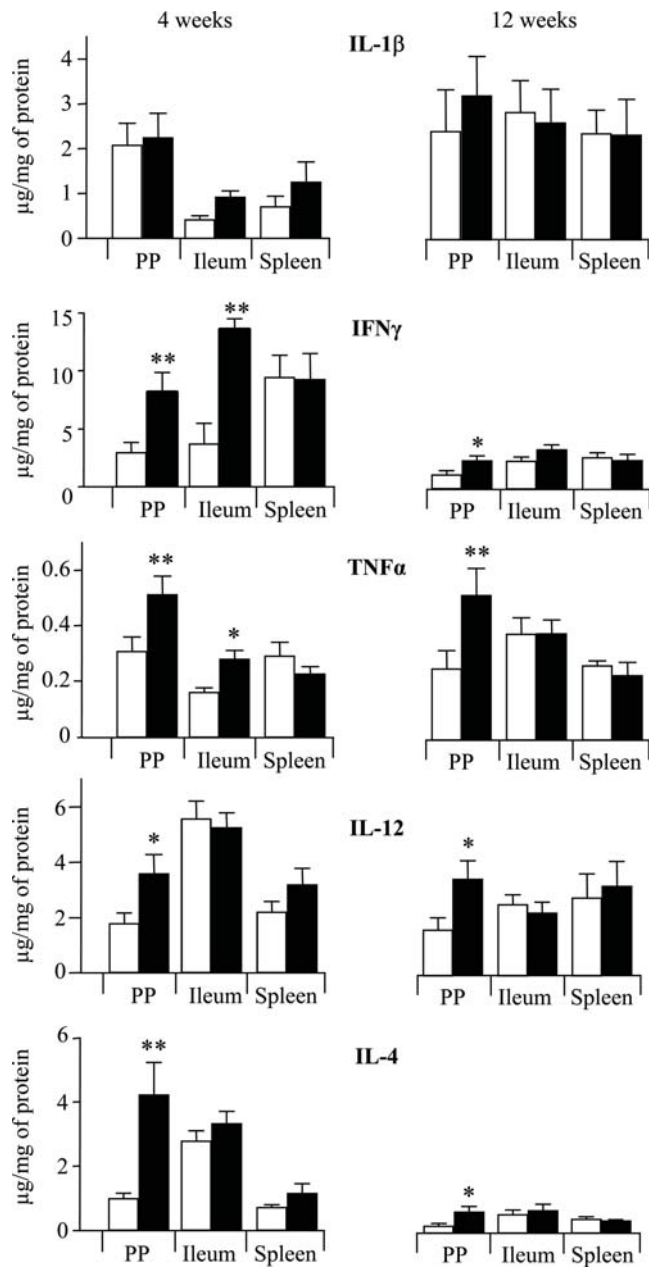 4 weeks
12 weeks
IL-1β
µg/mg of protein
4
3
2
1
0
PP Ileum Spleen
PP Ileum Spleen
IFNγ
µg/mg of protein
15
10
5
0
** **
PP Ileum Spleen
*
PP Ileum Spleen
TNFα
µg/mg of protein
0.6
0.4
0.2
0
** *
PP Ileum Spleen
**
PP Ileum Spleen
IL-12
µg/mg of protein
6
4
2
0
*
PP Ileum Spleen
*
PP Ileum Spleen
IL-4
µg/mg of protein
6
4
2
0
**
PP Ileum Spleen
*
PP Ileum Spleen